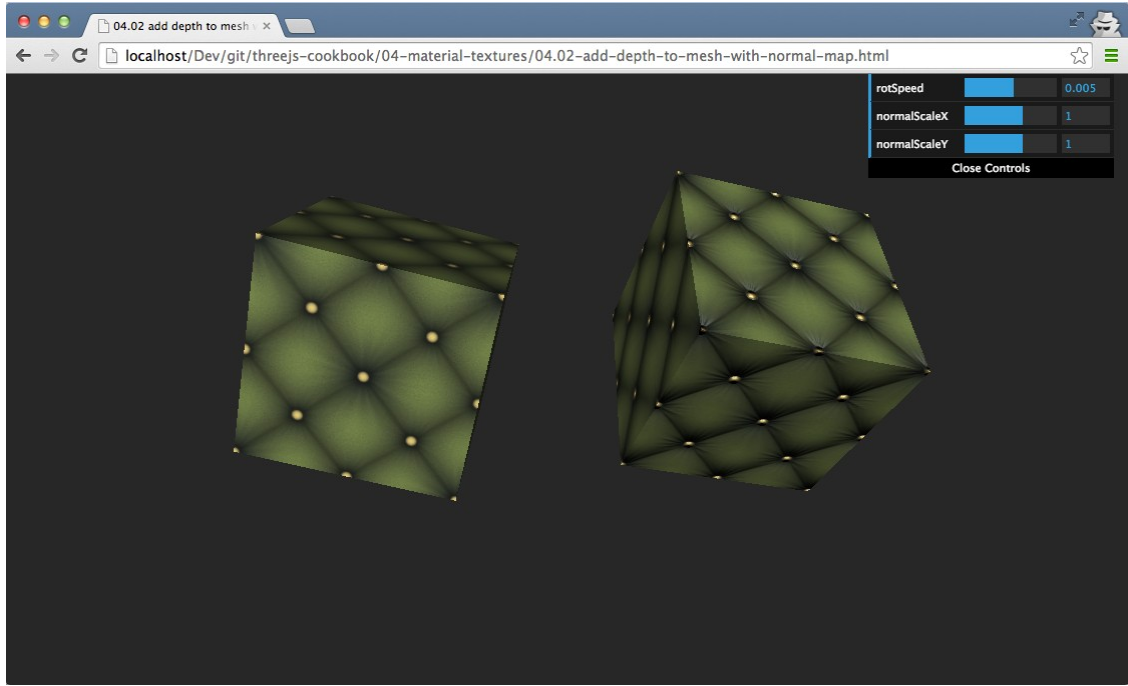 04.02 add depth to mesh
localhost/Dev/git/threejs-cookbook/04-material-textures/04.02-add-depth-to-mesh-with-normal-map.html
rotSpeed 0.005
normalScaleX 1
normalScaleY 1
Close Controls